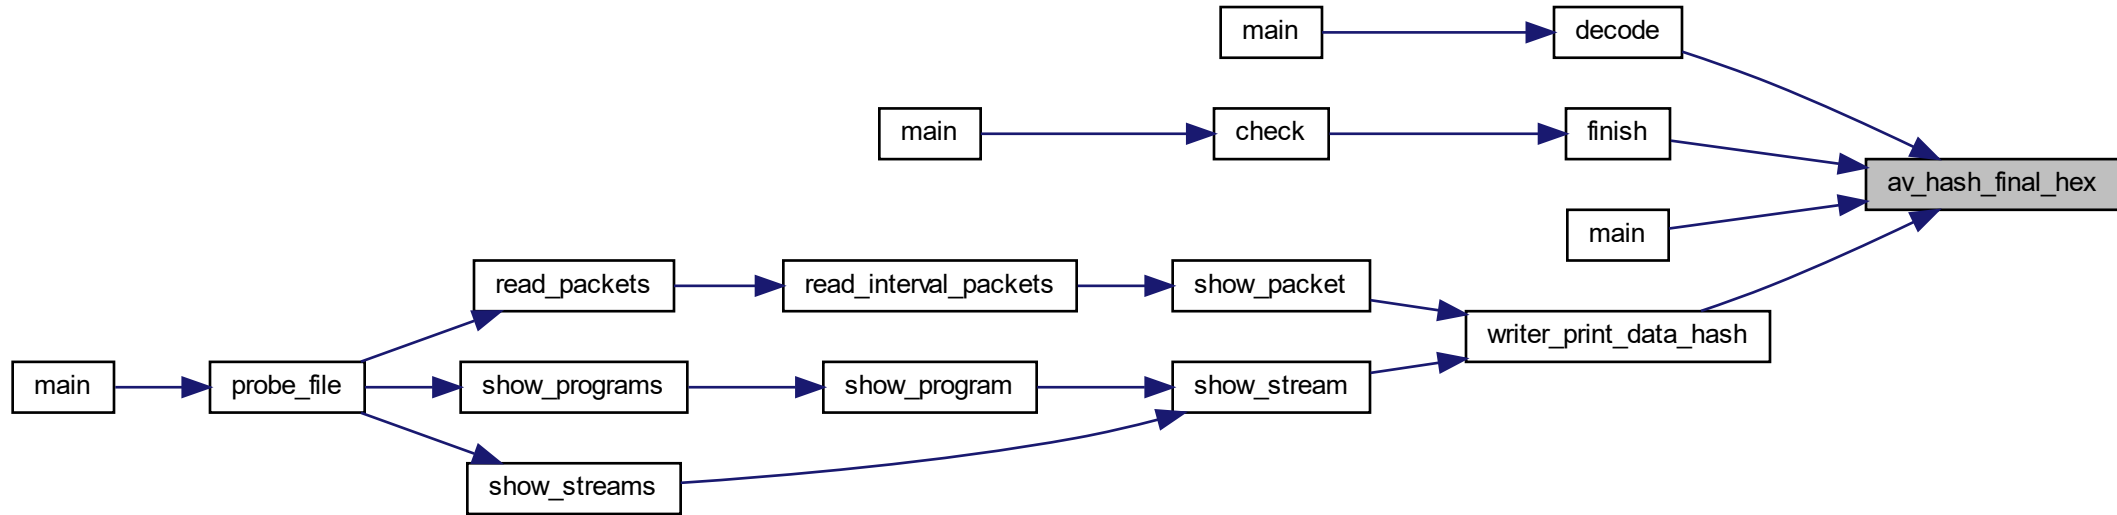 main
decode
main
check
finish
av_hash_final_hex
main
read_packets
read_interval_packets
show_packet
writer_print_data_hash
main
probe_file
show_programs
show_program
show_stream
show_streams